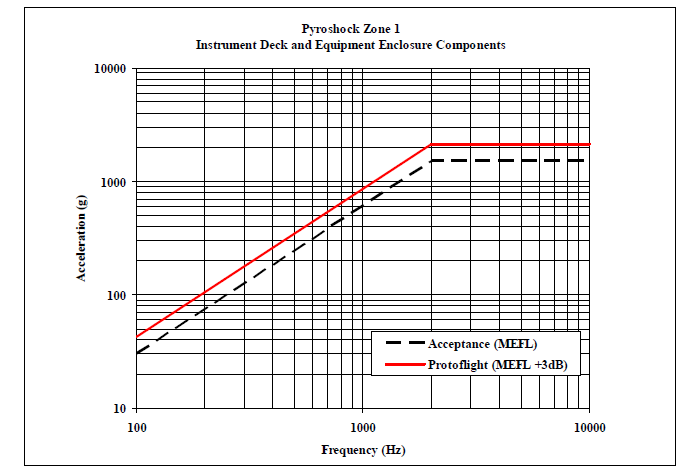 Pyroshock Zone 1
Instrument Deck and Equipment Enclosure Components
10000
1000
100
10
Acceleration (g)
Acceptance (MEFL)
Protoflight (MEFL +3dB)
100
1000
10000
Frequency (Hz)